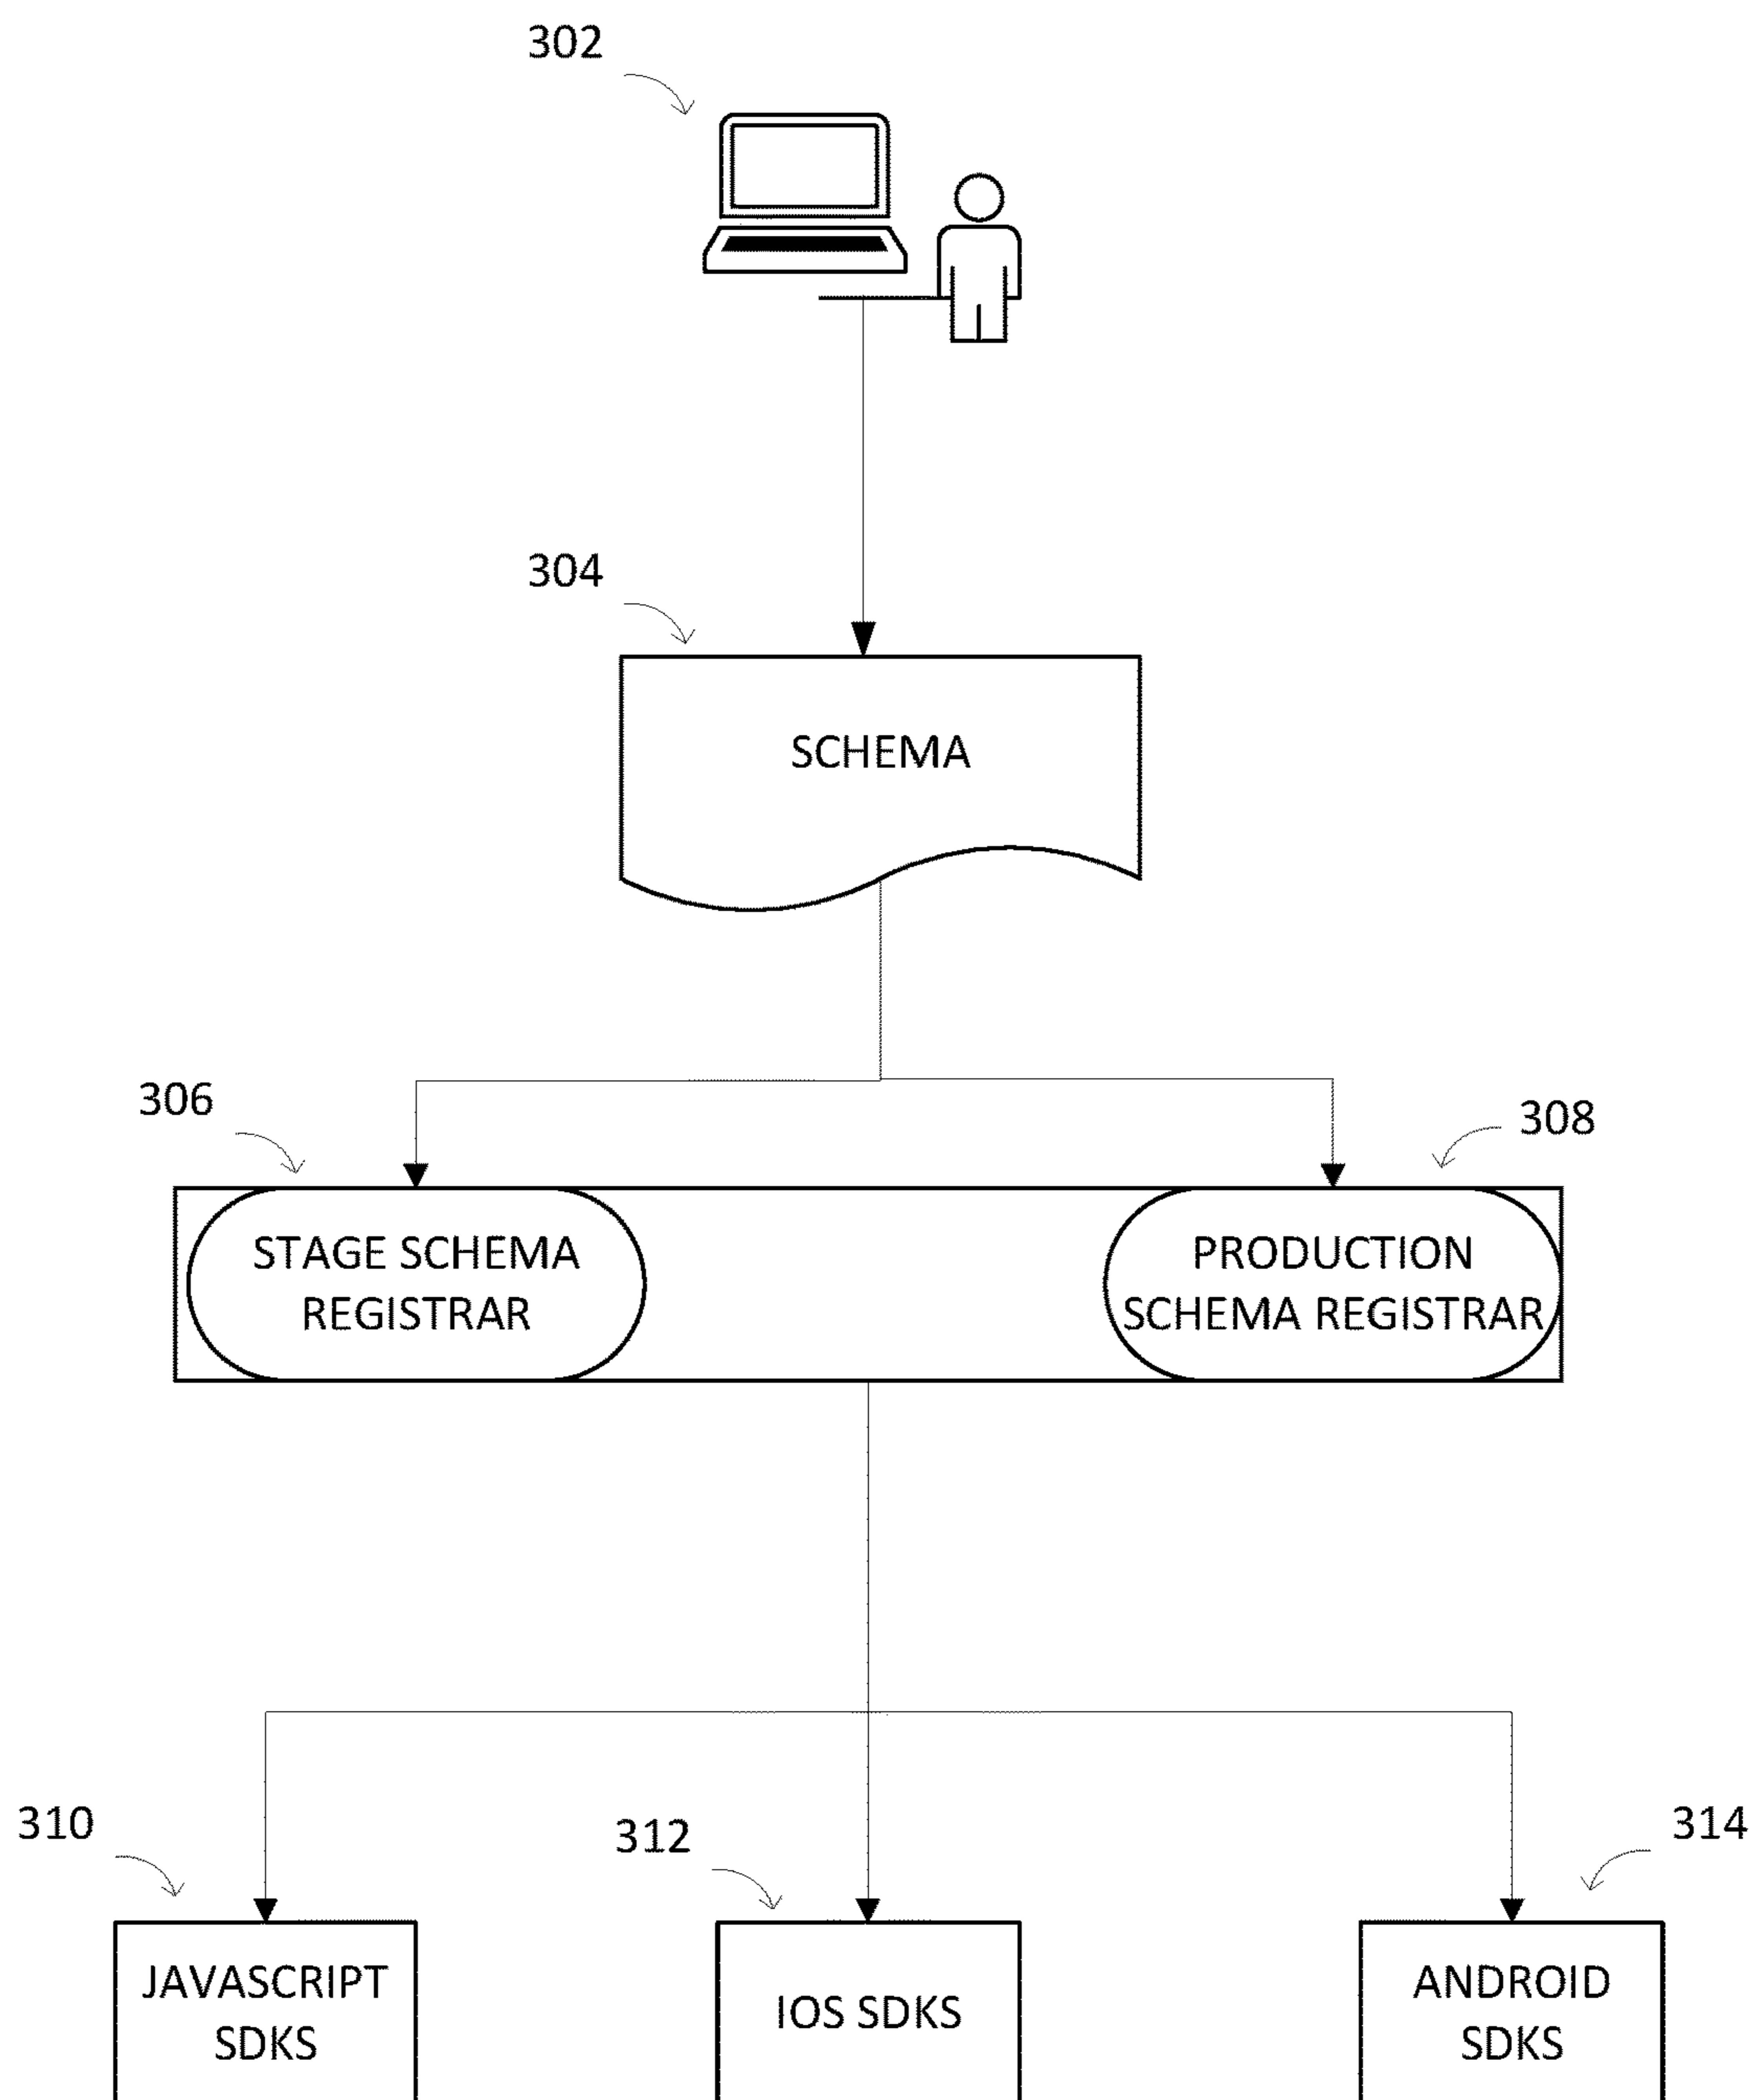 302
304
SCHEMA
306
308
STAGE SCHEMA
REGISTRAR
PRODUCTION
SCHEMA REGISTRAR
310
312
314
JAVASCRIPT
SDKS
IOS SDKS
ANDROID
SDKS